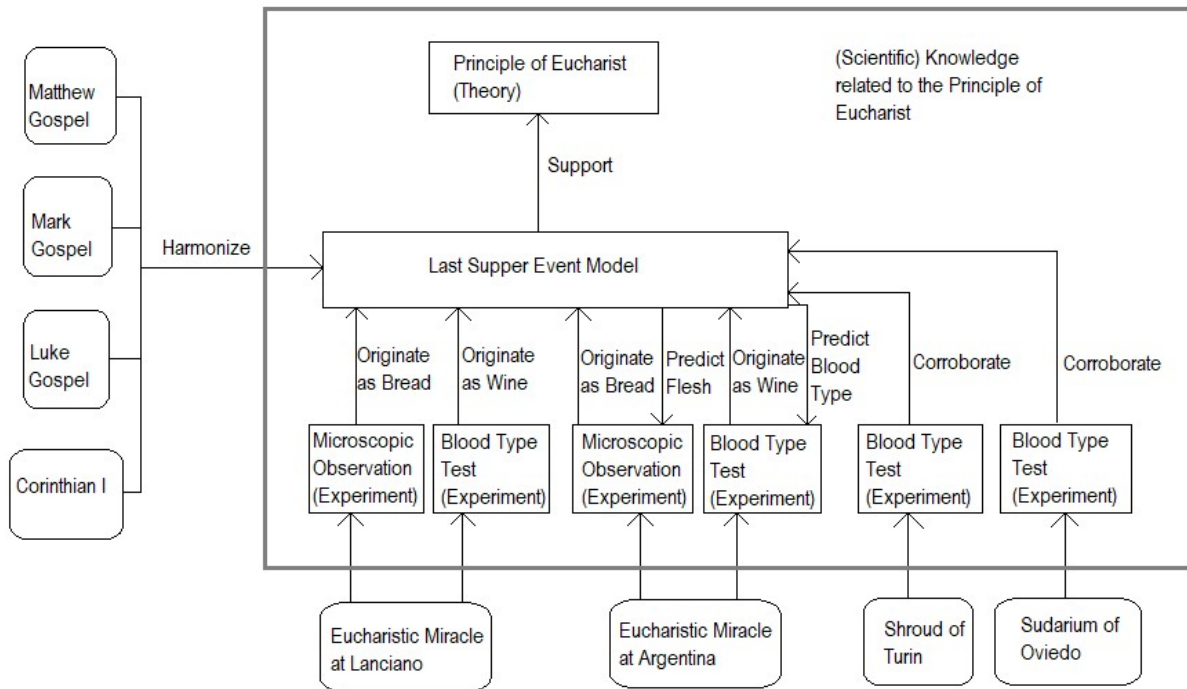 (Scientific) Knowledge
related to the Principle of
Eucharist
Principle of Eucharist
(Theory)
Support
Matthew
Gospel
Mark
Gospel
Luke
Gospel
Corinthian I
Harmonize
Last Supper Event Model
Originate
as Bread
Originate
as Wine
Originate
as Bread
Predict
Flesh
Originate
as Wine
Predict
Blood
Type
Corroborate
Corroborate
Microscopic
Observation
(Experiment)
Blood Type
Test
(Experiment)
Microscopic
Observation
(Experiment)
Blood Type
Test
(Experiment)
Blood Type
Test
(Experiment)
Blood Type
Test
(Experiment)
Eucharistic Miracle
at Lanciano
Eucharistic Miracle
at Argentina
Shroud of
Turin
Sudarium of
Oviedo